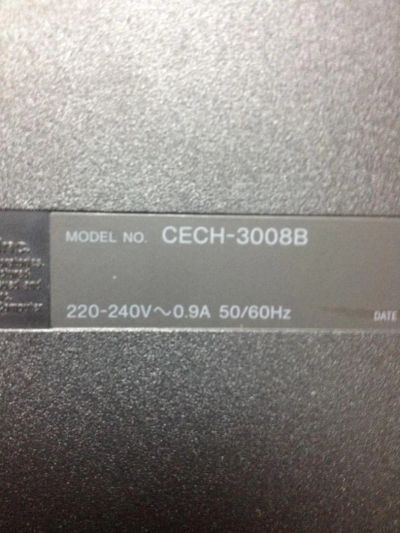 MODEL NO. CECH-3008B
220-240V～0.9A 50/60Hz
DATE